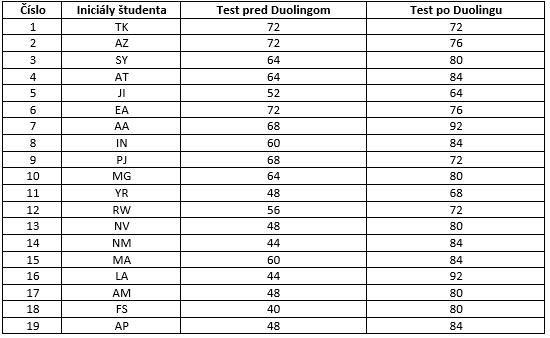 Číslo Iniciály študenta Test pred Duolingom Test po Duolingu
1 TK 72 72
2 AZ 72 76
3 SY 64 80
4 AT 64 84
5 JI 52 64
6 EA 72 76
7 AA 68 92
8 IN 60 84
9 PJ 68 72
10 MG 64 80
11 YR 48 68
12 RW 56 72
13 NV 48 80
14 NM 44 84
15 MA 60 84
16 LA 44 92
17 AM 48 80
18 FS 40 80
19 AP 48 84